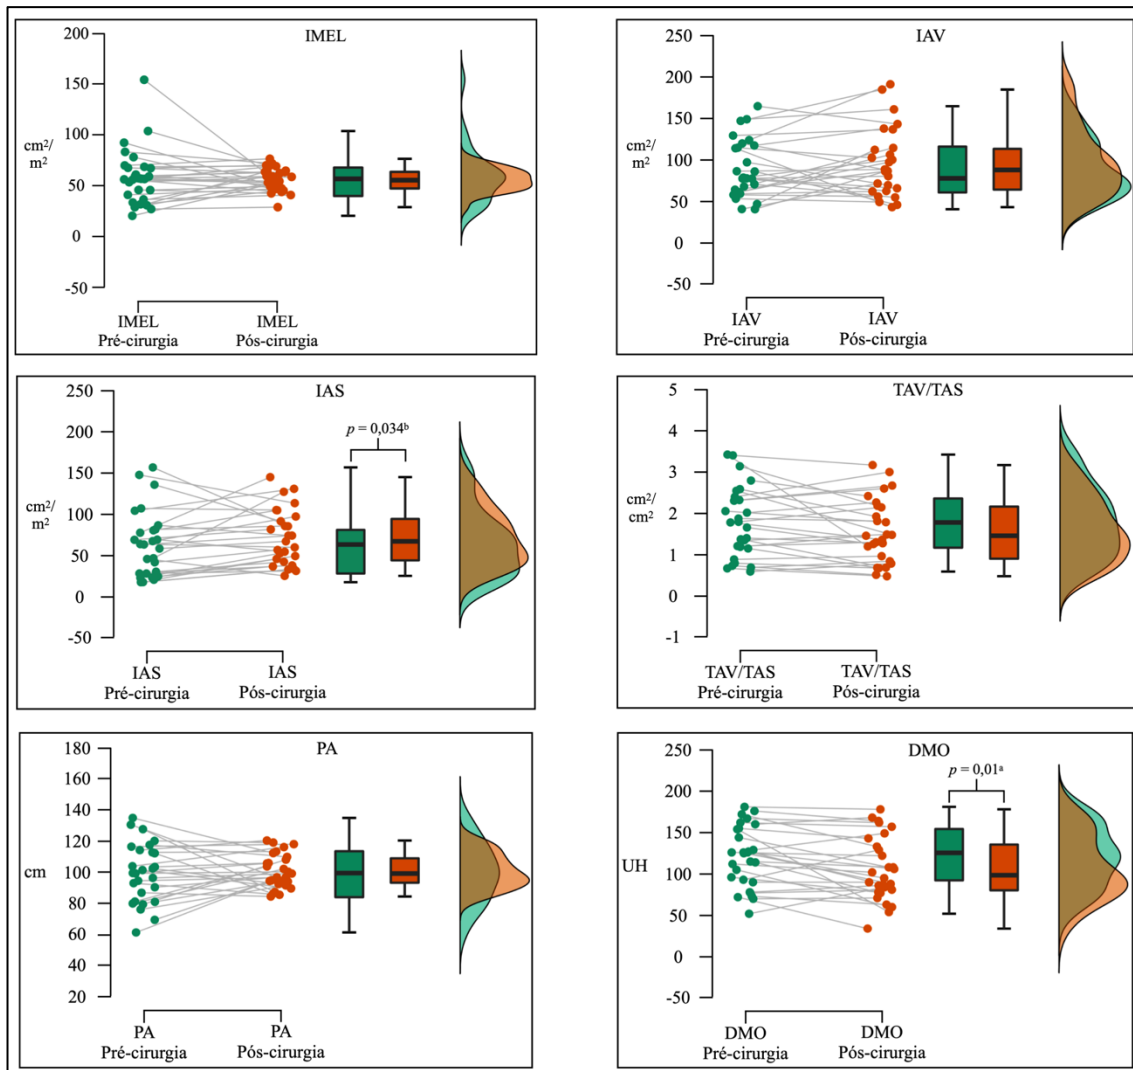 IMEL
200
150
100
50
0
-50
cm²/
m²
IMEL
Pré-cirurgia
IMEL
Pós-cirurgia
IAV
250
200
150
100
50
0
-50
cm²/
m²
IAV
Pré-cirurgia
IAV
Pós-cirurgia
IAS
250
200
150
100
50
0
-50
cm²/
m²
p = 0,034ᵇ
IAS
Pré-cirurgia
IAS
Pós-cirurgia
TAV/TAS
5
4
3
2
1
0
-1
cm²/
cm²
TAV/TAS
Pré-cirurgia
TAV/TAS
Pós-cirurgia
PA
180
160
140
120
100
80
60
40
20
cm
PA
Pré-cirurgia
PA
Pós-cirurgia
DMO
250
200
150
100
50
0
-50
UH
p = 0,01ᵃ
DMO
Pré-cirurgia
DMO
Pós-cirurgia